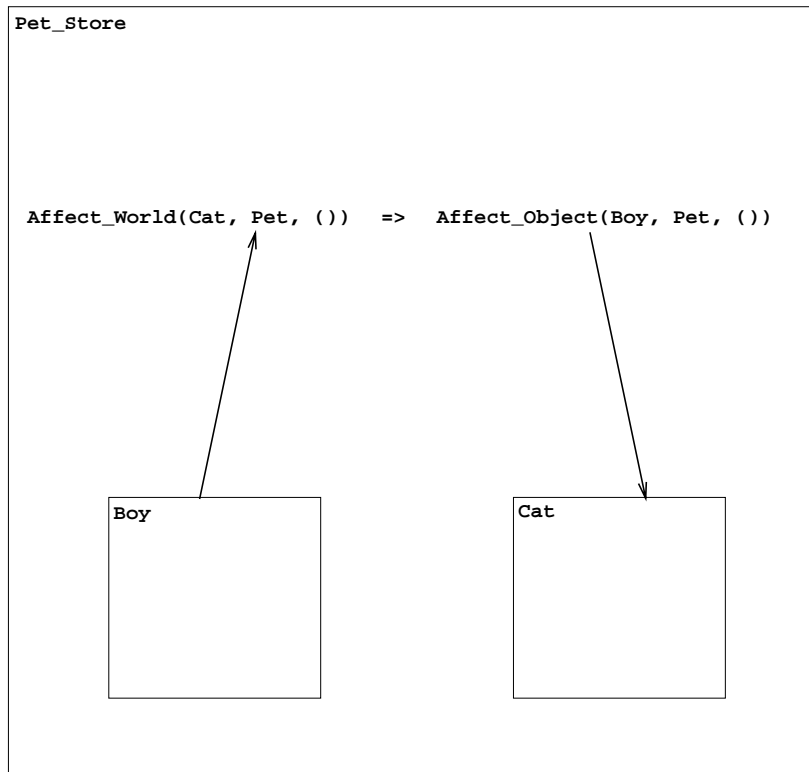 Pet_Store
Affect_World(Cat, Pet, ()) => Affect_Object(Boy, Pet, ())
Boy
Cat